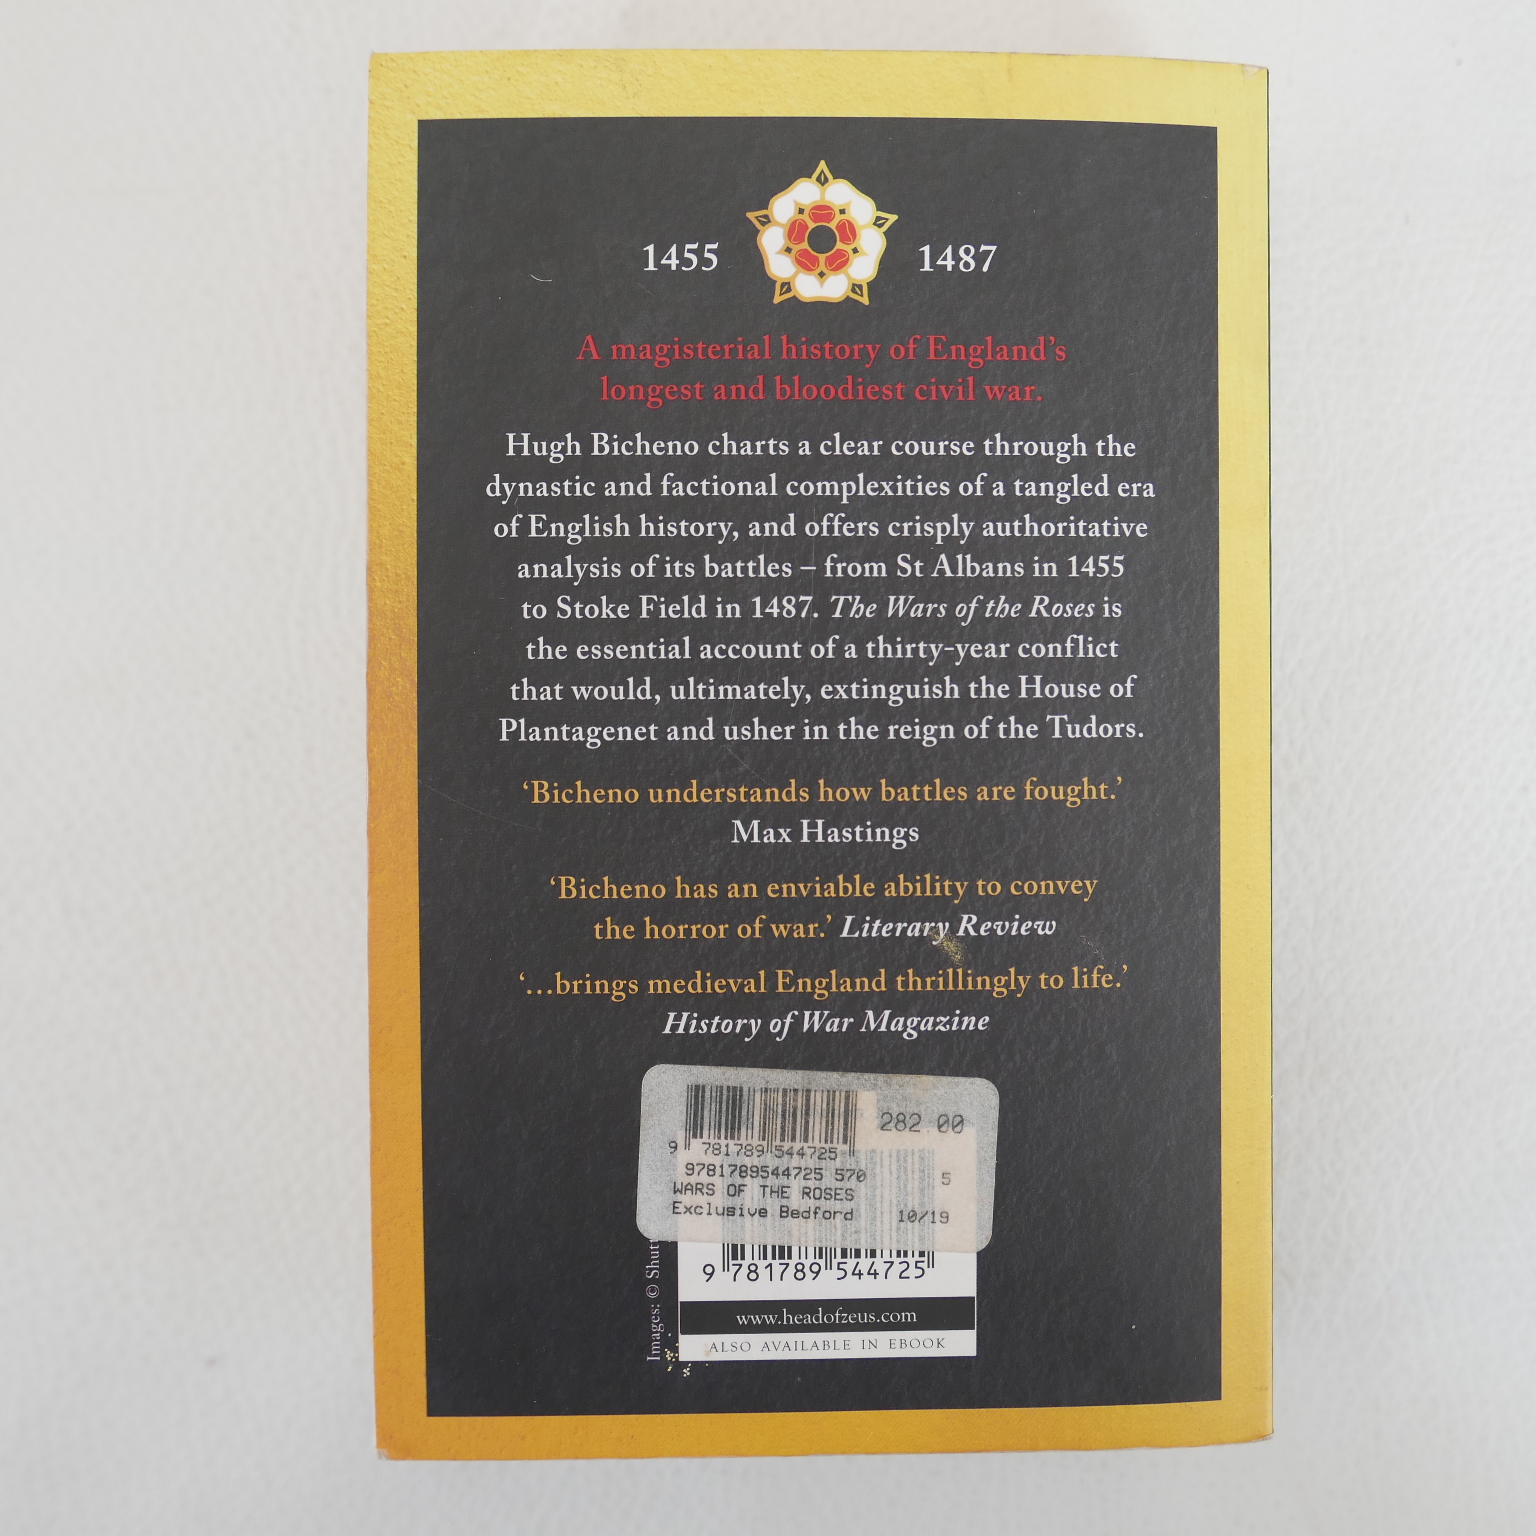 1455 1487
A magisterial history of England's
longest and bloodiest civil war.
Hugh Bicheno charts a clear course through the
dynastic and factional complexities of a tangled era
of English history, and offers crisply authoritative
analysis of its battles – from St Albans in 1455
to Stoke Field in 1487. The Wars of the Roses is
the essential account of a thirty-year conflict
that would, ultimately, extinguish the House of
Plantagenet and usher in the reign of the Tudors.
‘Bicheno understands how battles are fought.’
Max Hastings
‘Bicheno has an enviable ability to convey
the horror of war.’ Literary Review
‘...brings medieval England thrillingly to life.’
History of War Magazine
282.00
9 781789 544725
9781789544725 570 5
WARS OF THE ROSES
Exclusive Bedford 10/19
Images: ©
9 781789 544725
www.headofzeus.com
ALSO AVAILABLE IN EBOOK